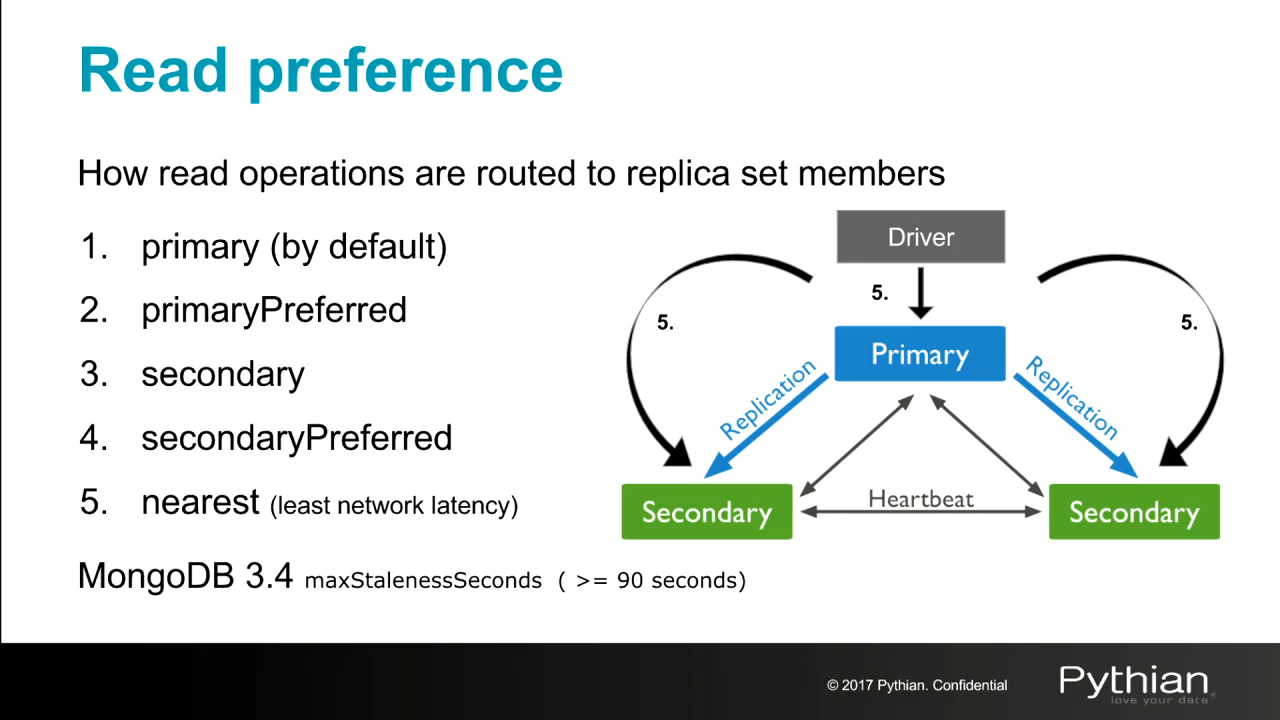 Read preference
How read operations are routed to replica set members
1. primary (by default)
2. primaryPreferred
3. secondary
4. secondaryPreferred
5. nearest (least network latency)
MongoDB 3.4 maxStalenessSeconds ( >= 90 seconds)
Driver
5.
5.
5.
Primary
Replication
Replication
Heartbeat
Secondary
Secondary
© 2017 Pythian. Confidential
Pythian
love your data